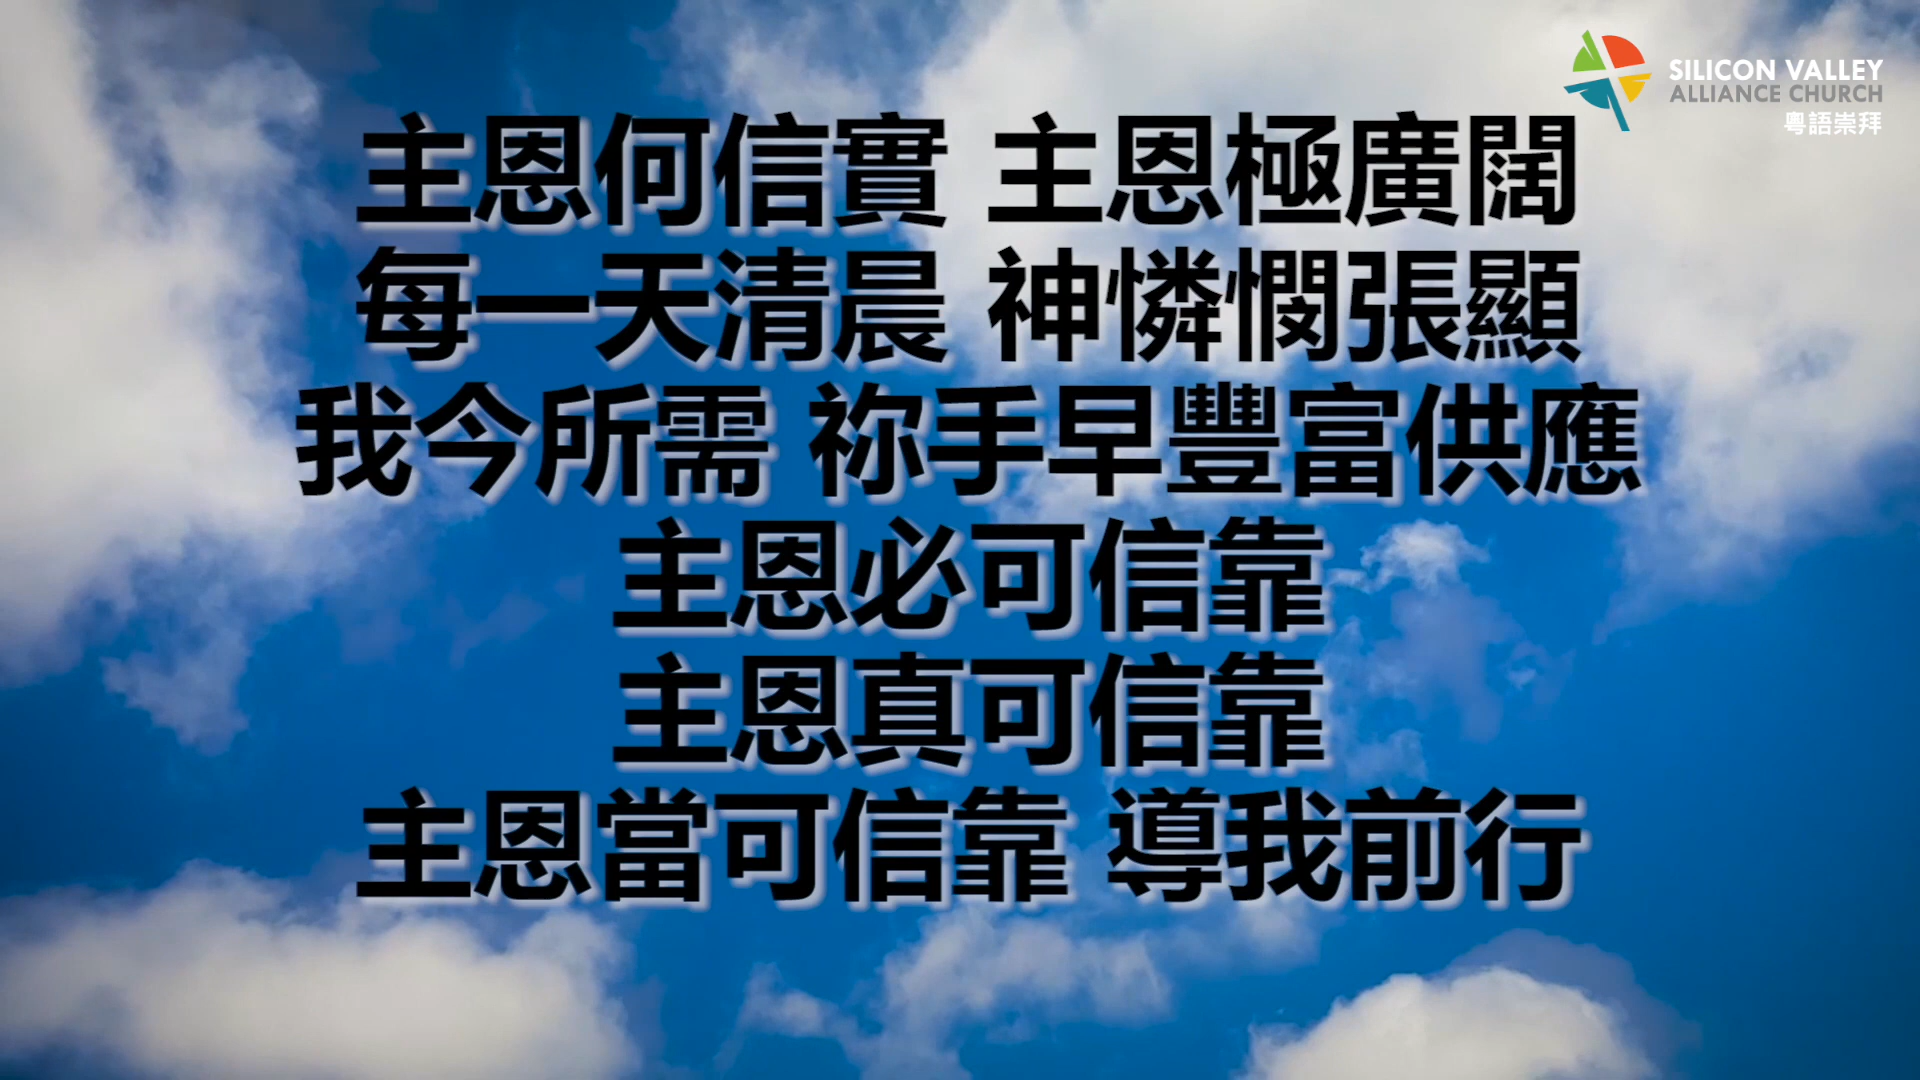 SILICON VALLEY
ALLIANCE CHURCH
粵語崇拜
主恩何信實 主恩極廣闊
每一天清晨 神憐憫張顯
我今所需 祢手早豐富供應
主恩必可信靠
主恩真可信靠
主恩當可信靠 導我前行